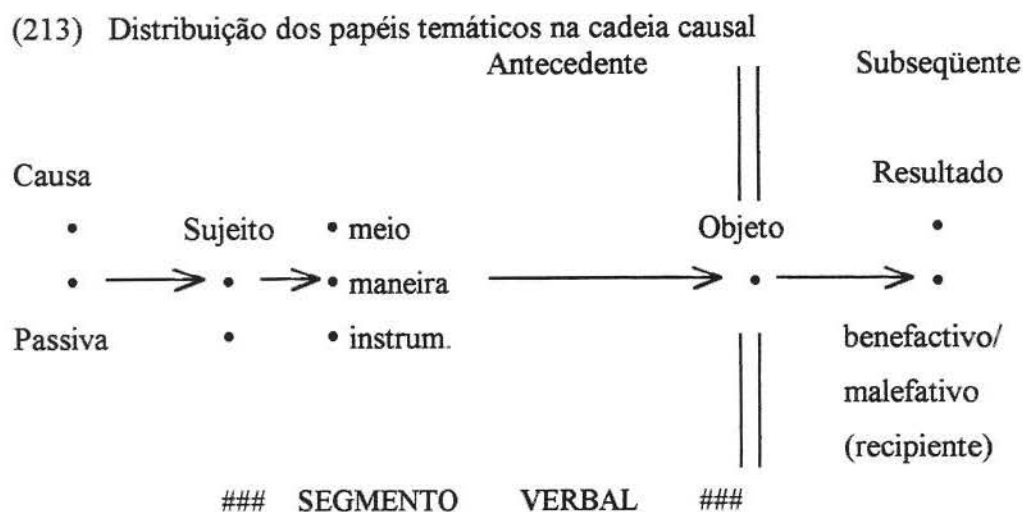 (213) Distribuição dos papéis temáticos na cadeia causal
Antecedente Subseqüente
Causa Resultado
• Sujeito • meio Objeto •
• • • maneira • •
Passiva • • instrum. benefactivo/
malefativo
(recipiente)
### SEGMENTO VERBAL ###